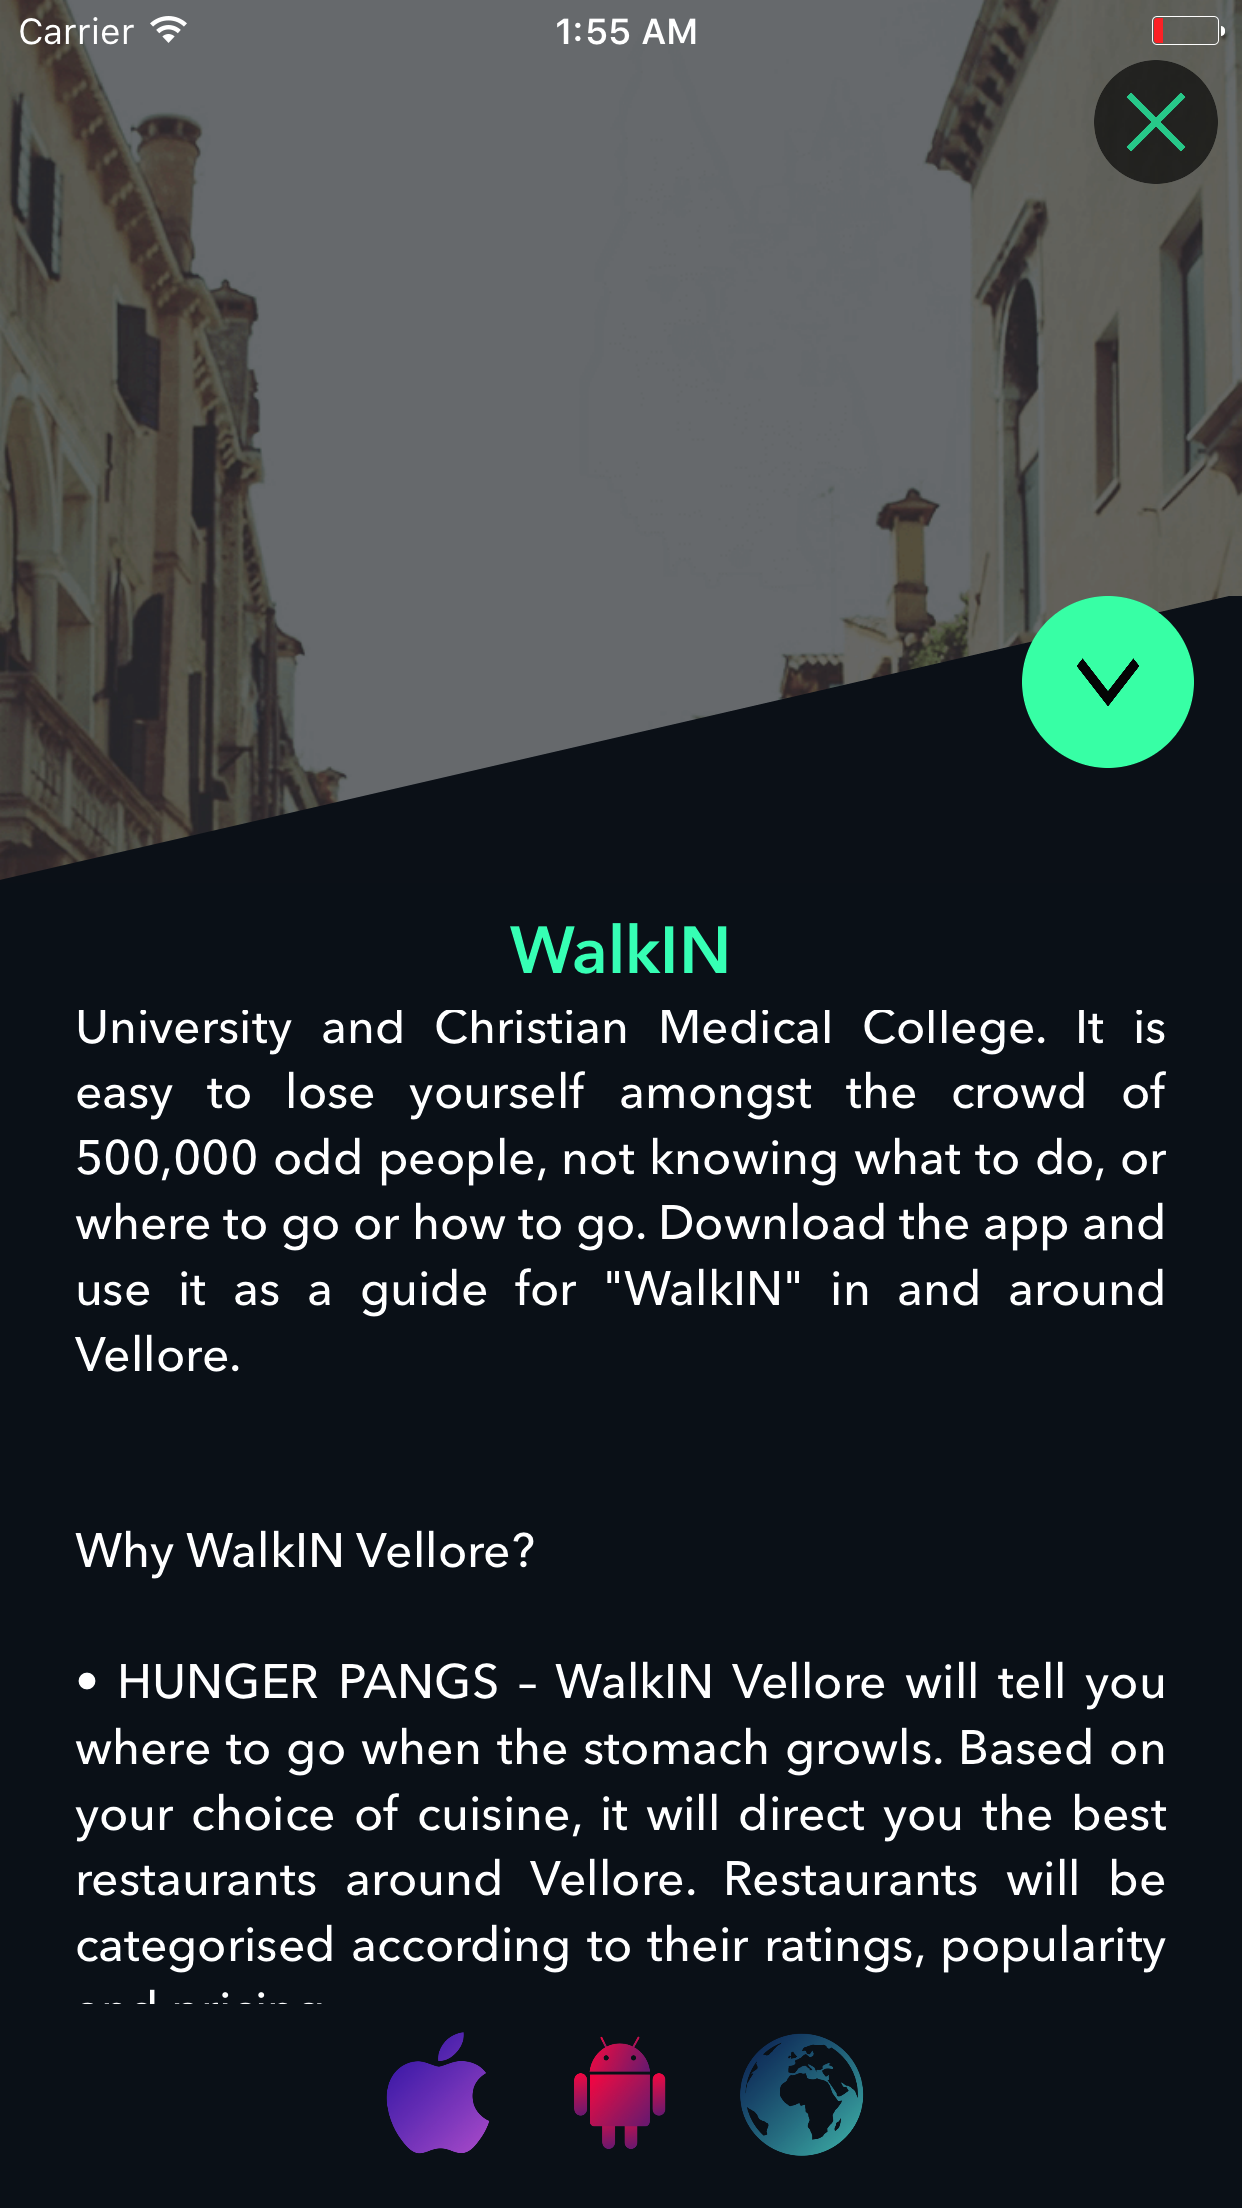 Carrier 1:55 AM
WalkIN
University and Christian Medical College. It is
easy to lose yourself amongst the crowd of
500,000 odd people, not knowing what to do, or
where to go or how to go. Download the app and
use it as a guide for "WalkIN" in and around
Vellore.
Why WalkIN Vellore?
• HUNGER PANGS – WalkIN Vellore will tell you
where to go when the stomach growls. Based on
your choice of cuisine, it will direct you the best
restaurants around Vellore. Restaurants will be
categorised according to their ratings, popularity
and pricing